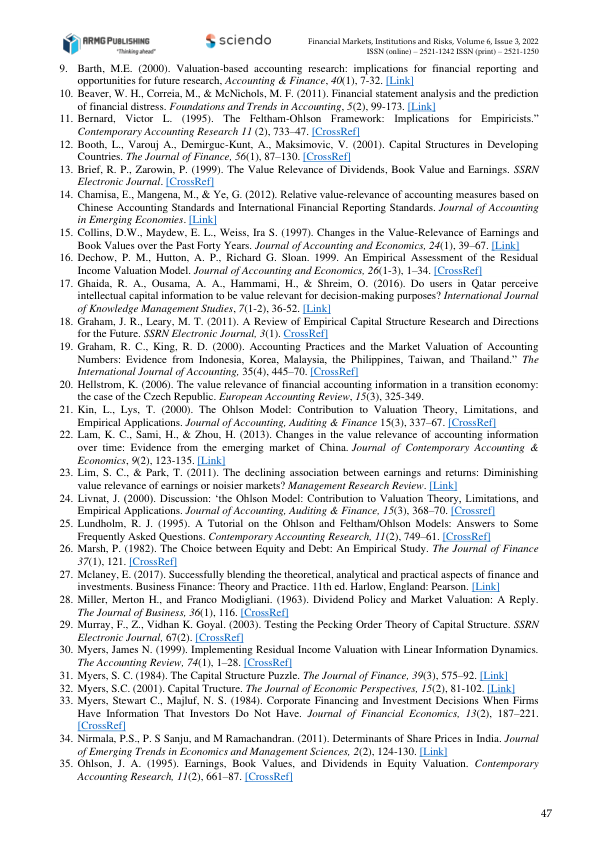 ARMG PUBLISHING
"Thinking ahead"
sciendo
Financial Markets, Institutions and Risks, Volume 6, Issue 3, 2022
ISSN (online) – 2521-1242 ISSN (print) – 2521-1250
9. Barth, M.E. (2000). Valuation-based accounting research: implications for financial reporting and
opportunities for future research, Accounting & Finance, 40(1), 7-32. [Link]
10. Beaver, W. H., Correia, M., & McNichols, M. F. (2011). Financial statement analysis and the prediction
of financial distress. Foundations and Trends in Accounting, 5(2), 99-173. [Link]
11. Bernard, Victor L. (1995). The Feltham-Ohlson Framework: Implications for Empiricists.”
Contemporary Accounting Research 11 (2), 733–47. [CrossRef]
12. Booth, L., Varouj A., Demirguc-Kunt, A., Maksimovic, V. (2001). Capital Structures in Developing
Countries. The Journal of Finance, 56(1), 87–130. [CrossRef]
13. Brief, R. P., Zarowin, P. (1999). The Value Relevance of Dividends, Book Value and Earnings. SSRN
Electronic Journal. [CrossRef]
14. Chamisa, E., Mangena, M., & Ye, G. (2012). Relative value-relevance of accounting measures based on
Chinese Accounting Standards and International Financial Reporting Standards. Journal of Accounting
in Emerging Economies. [Link]
15. Collins, D.W., Maydew, E. L., Weiss, Ira S. (1997). Changes in the Value-Relevance of Earnings and
Book Values over the Past Forty Years. Journal of Accounting and Economics, 24(1), 39–67. [Link]
16. Dechow, P. M., Hutton, A. P., Richard G. Sloan. 1999. An Empirical Assessment of the Residual
Income Valuation Model. Journal of Accounting and Economics, 26(1-3), 1–34. [CrossRef]
17. Ghaida, R. A., Ousama, A. A., Hammami, H., & Shreim, O. (2016). Do users in Qatar perceive
intellectual capital information to be value relevant for decision-making purposes? International Journal
of Knowledge Management Studies, 7(1-2), 36-52. [Link]
18. Graham, J. R., Leary, M. T. (2011). A Review of Empirical Capital Structure Research and Directions
for the Future. SSRN Electronic Journal, 3(1). CrossRef]
19. Graham, R. C., King, R. D. (2000). Accounting Practices and the Market Valuation of Accounting
Numbers: Evidence from Indonesia, Korea, Malaysia, the Philippines, Taiwan, and Thailand.” The
International Journal of Accounting, 35(4), 445–70. [CrossRef]
20. Hellstrom, K. (2006). The value relevance of financial accounting information in a transition economy:
the case of the Czech Republic. European Accounting Review, 15(3), 325-349.
21. Kin, L., Lys, T. (2000). The Ohlson Model: Contribution to Valuation Theory, Limitations, and
Empirical Applications. Journal of Accounting, Auditing & Finance 15(3), 337–67. [CrossRef]
22. Lam, K. C., Sami, H., & Zhou, H. (2013). Changes in the value relevance of accounting information
over time: Evidence from the emerging market of China. Journal of Contemporary Accounting &
Economics, 9(2), 123-135. [Link]
23. Lim, S. C., & Park, T. (2011). The declining association between earnings and returns: Diminishing
value relevance of earnings or noisier markets? Management Research Review. [Link]
24. Livnat, J. (2000). Discussion: ‘the Ohlson Model: Contribution to Valuation Theory, Limitations, and
Empirical Applications. Journal of Accounting, Auditing & Finance, 15(3), 368–70. [Crossref]
25. Lundholm, R. J. (1995). A Tutorial on the Ohlson and Feltham/Ohlson Models: Answers to Some
Frequently Asked Questions. Contemporary Accounting Research, 11(2), 749–61. [CrossRef]
26. Marsh, P. (1982). The Choice between Equity and Debt: An Empirical Study. The Journal of Finance
37(1), 121. [CrossRef]
27. Mclaney, E. (2017). Successfully blending the theoretical, analytical and practical aspects of finance and
investments. Business Finance: Theory and Practice. 11th ed. Harlow, England: Pearson. [Link]
28. Miller, Merton H., and Franco Modigliani. (1963). Dividend Policy and Market Valuation: A Reply.
The Journal of Business, 36(1), 116. [CrossRef]
29. Murray, F., Z., Vidhan K. Goyal. (2003). Testing the Pecking Order Theory of Capital Structure. SSRN
Electronic Journal, 67(2). [CrossRef]
30. Myers, James N. (1999). Implementing Residual Income Valuation with Linear Information Dynamics.
The Accounting Review, 74(1), 1–28. [CrossRef]
31. Myers, S. C. (1984). The Capital Structure Puzzle. The Journal of Finance, 39(3), 575–92. [Link]
32. Myers, S.C. (2001). Capital Tructure. The Journal of Economic Perspectives, 15(2), 81-102. [Link]
33. Myers, Stewart C., Majluf, N. S. (1984). Corporate Financing and Investment Decisions When Firms
Have Information That Investors Do Not Have. Journal of Financial Economics, 13(2), 187–221.
[CrossRef]
34. Nirmala, P.S., P. S Sanju, and M Ramachandran. (2011). Determinants of Share Prices in India. Journal
of Emerging Trends in Economics and Management Sciences, 2(2), 124-130. [Link]
35. Ohlson, J. A. (1995). Earnings, Book Values, and Dividends in Equity Valuation. Contemporary
Accounting Research, 11(2), 661–87. [CrossRef]
47